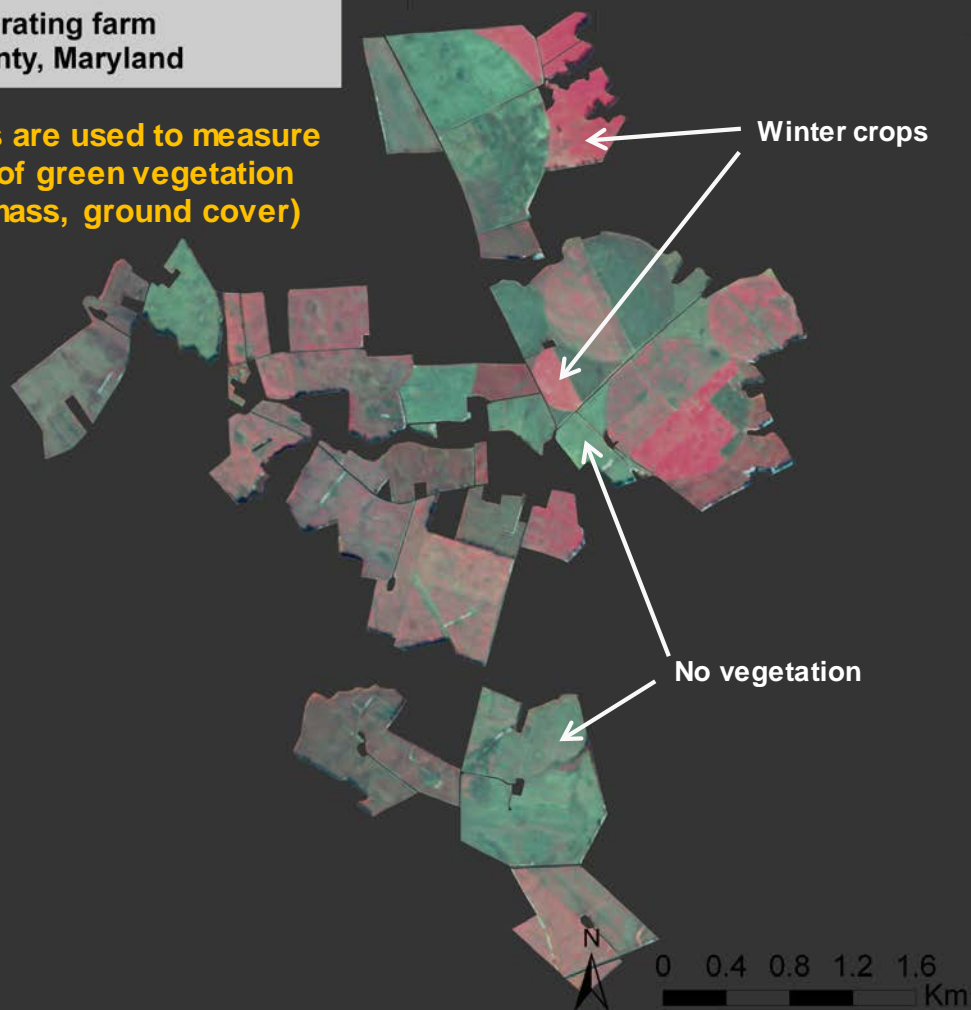 rating farm
nty, Maryland
s are used to measure
of green vegetation
mass, ground cover)
Winter crops
No vegetation
N
0 0.4 0.8 1.2 1.6
Km